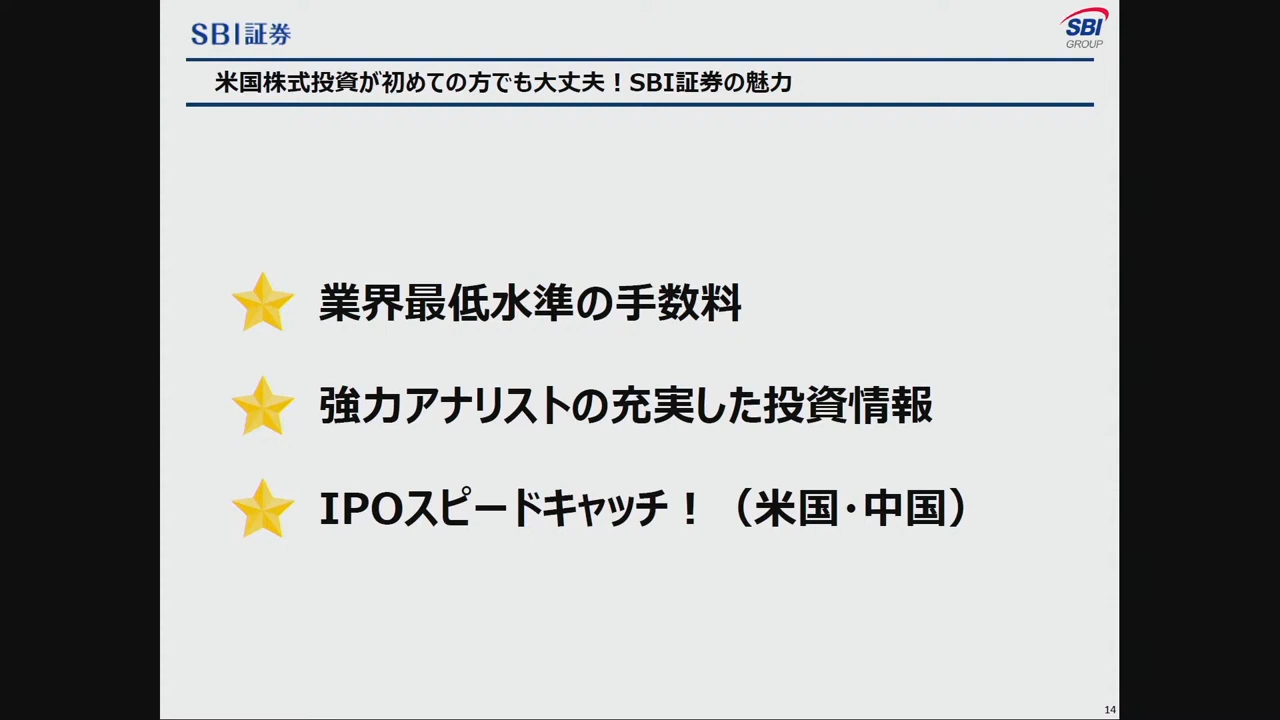 SBI証券
SBI
GROUP
米国株式投資が初めての方でも大丈夫！SBI証券の魅力
業界最低水準の手数料
強力アナリストの充実した投資情報
IPOスピードキャッチ！（米国・中国）
14